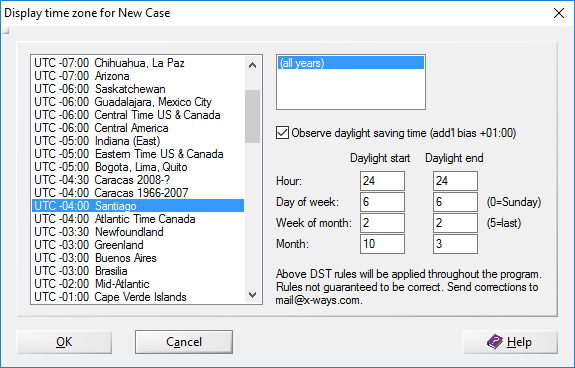 Display time zone for New Case
UTC -07:00 Chihuahua, La Paz
UTC -07:00 Arizona
UTC -06:00 Saskatchewan
UTC -06:00 Guadalajara, Mexico City
UTC -06:00 Central Time US & Canada
UTC -06:00 Central America
UTC -05:00 Indiana (East)
UTC -05:00 Eastern Time US & Canada
UTC -05:00 Bogota, Lima, Quito
UTC -04:30 Caracas 2008-?
UTC -04:00 Caracas 1966-2007
UTC -04:00 Santiago
UTC -04:00 Atlantic Time Canada
UTC -03:30 Newfoundland
UTC -03:00 Greenland
UTC -03:00 Buenos Aires
UTC -03:00 Brasilia
UTC -02:00 Mid-Atlantic
UTC -01:00 Cape Verde Islands
(all years)
Observe daylight saving time (add'l bias +01:00)
Daylight start Daylight end
Hour: 24 24
Day of week: 6 6 (0=Sunday)
Week of month: 2 2 (5=last)
Month: 10 3
Above DST rules will be applied throughout the program.
Rules not guaranteed to be correct. Send corrections to
mail@x-ways.com.
OK Cancel Help